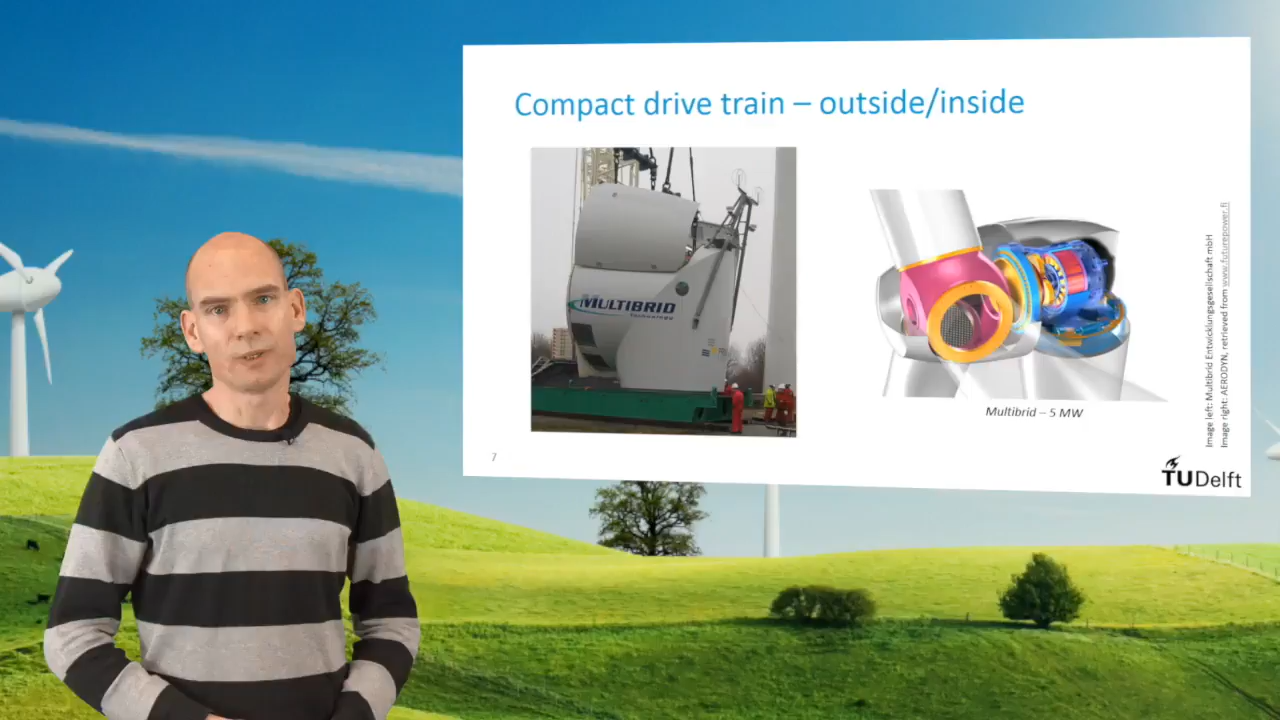 Compact drive train – outside/inside
MULTIBRID
Technology
Multibrid – 5 MW
Image left: Multibrid Entwicklungsgesellschaft mbH
Image right: AERODYN, retrieved from www.futurepower.fi
7
TUDelft